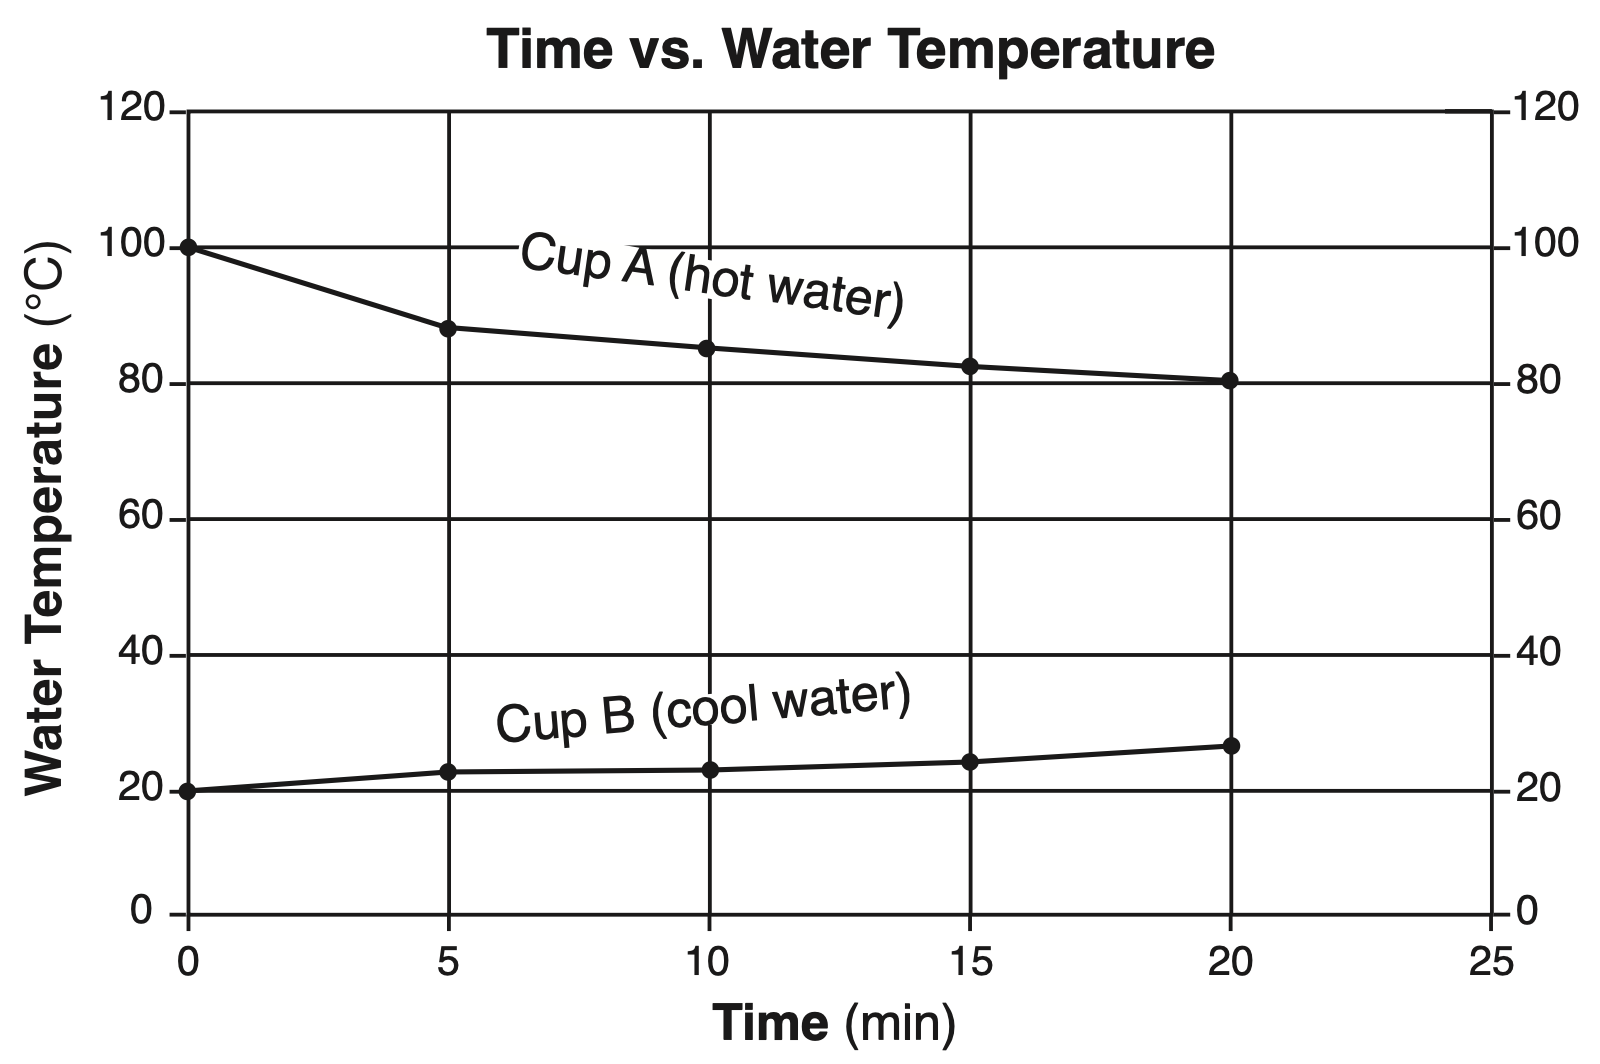 Time vs. Water Temperature
Water Temperature (°C)
120
100
80
60
40
20
0
Cup A (hot water)
Cup B (cool water)
120
100
80
60
40
20
0
0 5 10 15 20 25
Time (min)